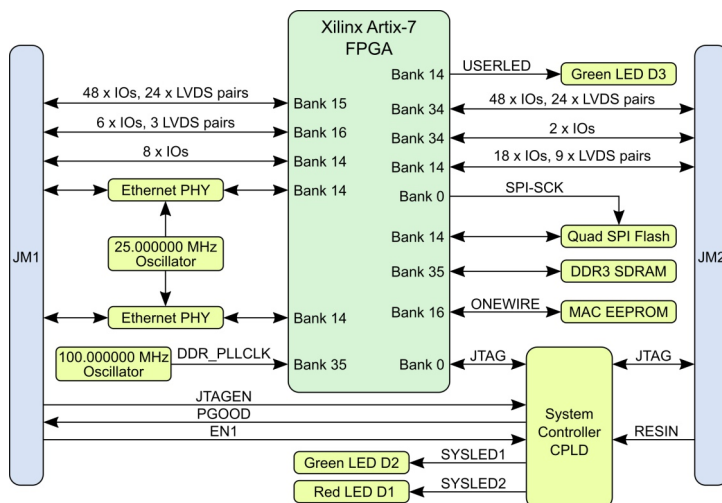 Xilinx Artix-7
FPGA
Bank 14
USERLED
Green LED D3
48 x IOs, 24 x LVDS pairs
Bank 15
Bank 34
48 x IOs, 24 x LVDS pairs
6 x IOs, 3 LVDS pairs
Bank 16
Bank 34
2 x IOs
8 x IOs
Bank 14
Bank 14
18 x IOs, 9 x LVDS pairs
Ethernet PHY
Bank 14
Bank 0
SPI-SCK
JM1
25.000000 MHz
Oscillator
Bank 14
Quad SPI Flash
JM2
Bank 35
DDR3 SDRAM
Ethernet PHY
Bank 14
Bank 16
ONEWIRE
MAC EEPROM
100.000000 MHz
Oscillator
DDR_PLLCLK
Bank 35
Bank 0
JTAG
JTAG
JTAGEN
PGOOD
EN1
System
Controller
CPLD
RESIN
Green LED D2
SYSLED1
Red LED D1
SYSLED2